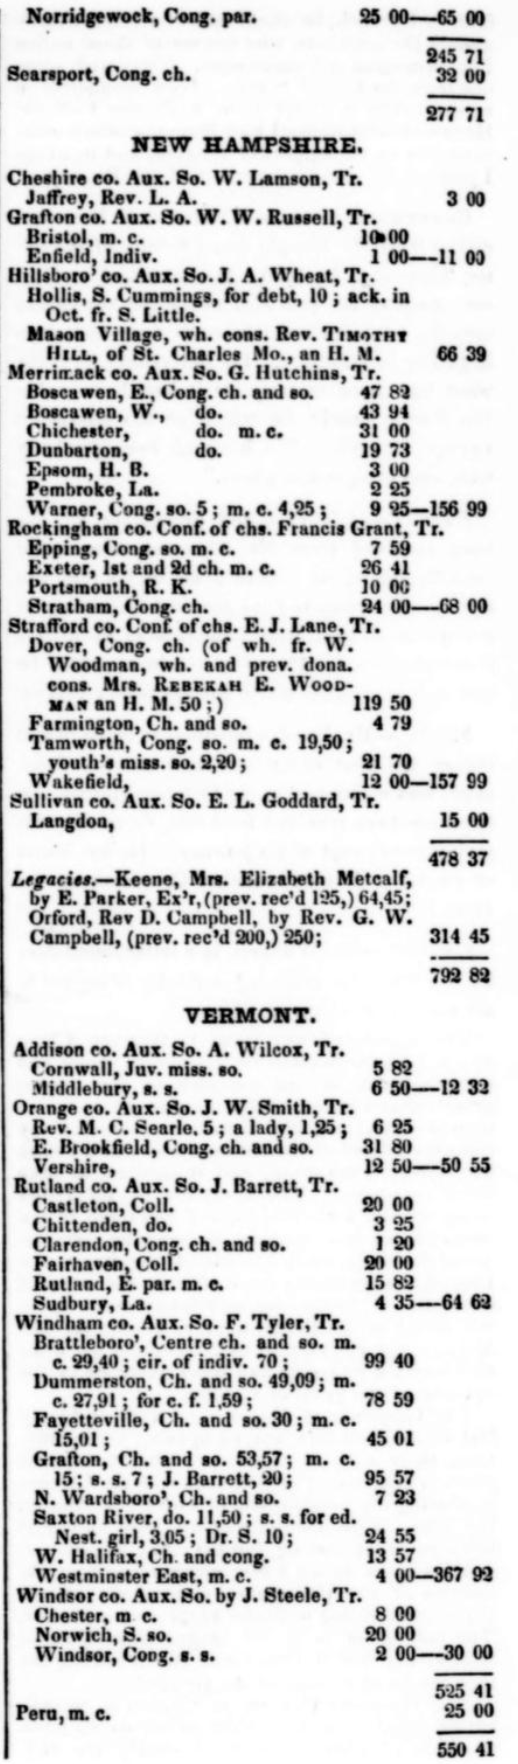 Norridgewock, Cong. par. 25 00—65 00
245 71
Searsport, Cong. ch. 32 00
277 71
NEW HAMPSHIRE.
Cheshire co. Aux. So. W. Lamson, Tr.
Jaffrey, Rev. L. A. 3 00
Grafton co. Aux. So. W. W. Russell, Tr.
Bristol, m. c. 10 00
Enfield, Indiv. 1 00—11 00
Hillsboro' co. Aux. So. J. A. Wheat, Tr.
Hollis, S. Cummings, for debt, 10; ack. in
Oct. fr. S. Little.
Mason Village, wh. cons. Rev. TIMOTHY
HILL, of St. Charles Mo., an H. M. 66 39
Merrimack co. Aux. So. G. Hutchins, Tr.
Boscawen, E., Cong. ch. and so. 47 82
Boscawen, W., do. 43 94
Chichester, do. m. c. 31 00
Dunbarton, do. 19 73
Epsom, H. B. 3 00
Pembroke, La. 2 25
Warner, Cong. so. 5; m. c. 4,25; 9 25—156 99
Rockingham co. Conf. of chs. Francis Grant, Tr.
Epping, Cong. so. m. c. 7 59
Exeter, 1st and 2d ch. m. c. 26 41
Portsmouth, R. K. 10 00
Stratham, Cong. ch. 24 00—68 00
Strafford co. Conf. of chs. E. J. Lane, Tr.
Dover, Cong. ch. (of wh. fr. W.
Woodman, wh. and prev. dona.
cons. Mrs. REBEKAH E. WOOD-
MAN an H. M. 50;) 119 50
Farmington, Ch. and so. 4 79
Tamworth, Cong. so. m. c. 19,50;
youth's miss. so. 2,20; 21 70
Wakefield, 12 00—157 99
Sullivan co. Aux. So. E. L. Goddard, Tr.
Langdon, 15 00
478 37
Legacies.—Keene, Mrs. Elizabeth Metcalf,
by E. Parker, Ex'r, (prev. rec'd 125,) 64,45;
Orford, Rev D. Campbell, by Rev. G. W.
Campbell, (prev. rec'd 200,) 250; 314 45
792 82
VERMONT.
Addison co. Aux. So. A. Wilcox, Tr.
Cornwall, Juv. miss. so. 5 82
Middlebury, s. s. 6 50—12 32
Orange co. Aux. So. J. W. Smith, Tr.
Rev. M. C. Searle, 5; a lady, 1,25; 6 25
E. Brookfield, Cong. ch. and so. 31 80
Vershire, 12 50—50 55
Rutland co. Aux. So. J. Barrett, Tr.
Castleton, Coll. 20 00
Chittenden, do. 3 25
Clarendon, Cong. ch. and so. 1 20
Fairhaven, Coll. 20 00
Rutland, E. par. m. c. 15 82
Sudbury, La. 4 35—64 62
Windham co. Aux. So. F. Tyler, Tr.
Brattleboro', Centre ch. and so. m.
c. 29,40; cir. of indiv. 70; 99 40
Dummerston, Ch. and so. 49,09; m.
c. 27,91; for c. f. 1,59; 78 59
Fayetteville, Ch. and so. 30; m. c.
15,01; 45 01
Grafton, Ch. and so. 53,57; m. c.
15; s. s. 7; J. Barrett, 20; 95 57
N. Wardsboro', Ch. and so. 7 23
Saxton River, do. 11,50; s. s. for ed.
Nest. girl, 3,05; Dr. S. 10; 24 55
W. Halifax, Ch. and cong. 13 57
Westminster East, m. c. 4 00—367 92
Windsor co. Aux. So. by J. Steele, Tr.
Chester, m c. 8 00
Norwich, S. so. 20 00
Windsor, Cong. s. s. 2 00—30 00
525 41
Peru, m. c. 25 00
550 41